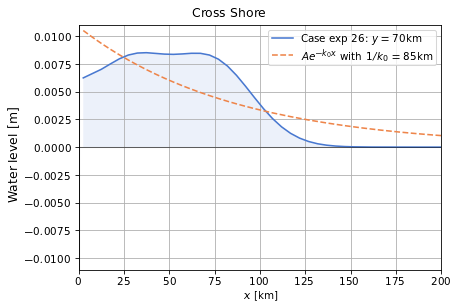 Cross Shore
Case exp 26: y = 70km
Ae^{-k_0x} with 1/k_0 = 85km
Water level [m]
0.0100
0.0075
0.0050
0.0025
0.0000
−0.0025
−0.0050
−0.0075
−0.0100
0 25 50 75 100 125 150 175 200
x [km]